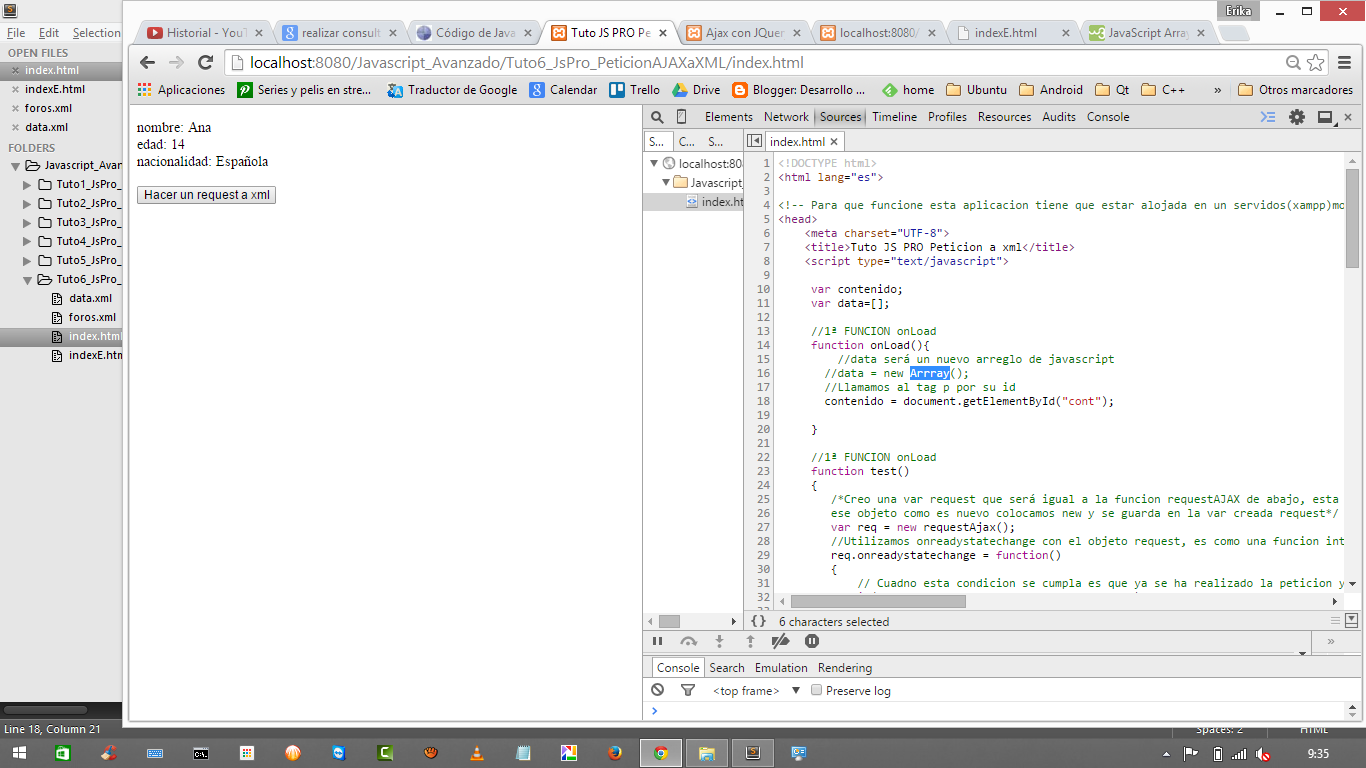 Erika
File Edit Selection
OPEN FILES
index.html
indexE.html
foros.xml
data.xml
FOLDERS
Javascript_Avan
Tuto1_JsPro_
Tuto2_JsPro_
Tuto3_JsPro_
Tuto4_JsPro_
Tuto5_JsPro_
Tuto6_JsPro_
data.xml
foros.xml
index.html
indexE.htm
Line 18, Column 21
Historial - YouT
realizar consult
Código de Java
Tuto JS PRO Pe
Ajax con JQuer
localhost:8080/
indexE.html
JavaScript Array
localhost:8080/Javascript_Avanzado/Tuto6_JsPro_PeticionAJAXaXML/index.html
Aplicaciones Series y pelis en stre... Traductor de Google Calendar Trello Drive Blogger: Desarrollo ... home Ubuntu Android Qt C++ » Otros marcadores
nombre: Ana
edad: 14
nacionalidad: Española
Hacer un request a xml
Elements Network Sources Timeline Profiles Resources Audits Console
S... C... S...
index.html
localhost:80
Javascript_
index.ht
1 <!DOCTYPE html>
2 <html lang="es">
3
4 <!-- Para que funcione esta aplicacion tiene que estar alojada en un servidos(xampp)mo
5 <head>
6 <meta charset="UTF-8">
7 <title>Tuto JS PRO Peticion a xml</title>
8 <script type="text/javascript">
9
10 var contenido;
11 var data=[];
12
13 //1ª FUNCION onLoad
14 function onLoad(){
15 //data será un nuevo arreglo de javascript
16 //data = new Arrray();
17 //Llamamos al tag p por su id
18 contenido = document.getElementById("cont");
19
20 }
21
22 //1ª FUNCION onLoad
23 function test()
24 {
25 /*Creo una var request que será igual a la funcion requestAJAX de abajo, esta
26 ese objeto como es nuevo colocamos new y se guarda en la var creada request*/
27 var req = new requestAjax();
28 //Utilizamos onreadystatechange con el objeto request, es como una funcion int
29 req.onreadystatechange = function()
30 {
31 // Cuadno esta condicion se cumpla es que ya se ha realizado la peticion y
32
{ } 6 characters selected
Console Search Emulation Rendering
<top frame> Preserve log
Spaces: 2 HTML
9:35